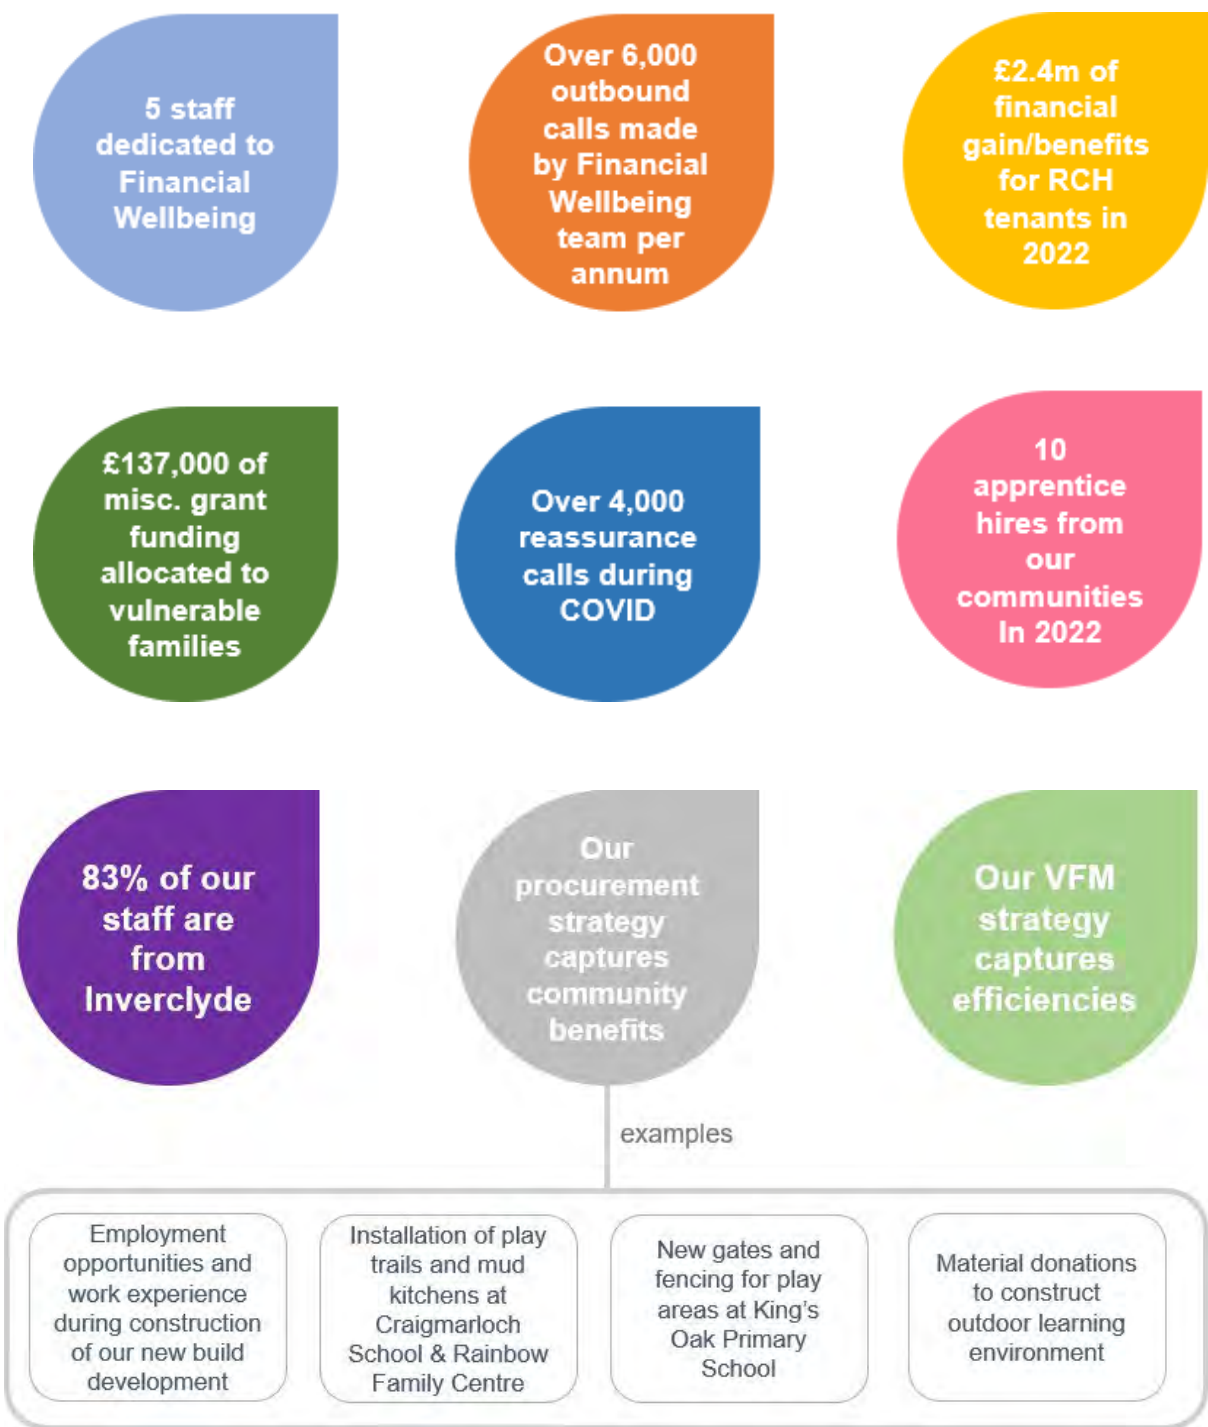 5 staff
dedicated to
Financial
Wellbeing
Over 6,000
outbound
calls made
by Financial
Wellbeing
team per
annum
£2.4m of
financial
gain/benefits
for RCH
tenants in
2022
£137,000 of
misc. grant
funding
allocated to
vulnerable
families
Over 4,000
reassurance
calls during
COVID
10
apprentice
hires from
our
communities
In 2022
83% of our
staff are
from
Inverclyde
Our
procurement
strategy
captures
community
benefits
Our VFM
strategy
captures
efficiencies
examples
Employment
opportunities and
work experience
during construction
of our new build
development
Installation of play
trails and mud
kitchens at
Craigmarloch
School & Rainbow
Family Centre
New gates and
fencing for play
areas at King's
Oak Primary
School
Material donations
to construct
outdoor learning
environment